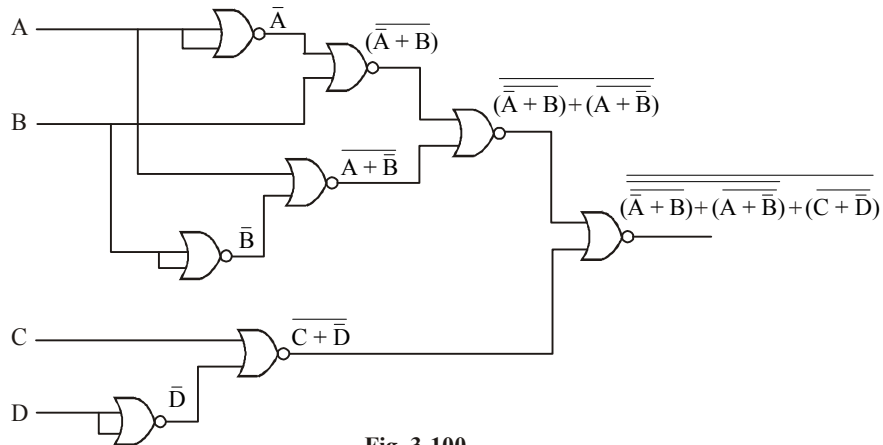 A
Ā
(Ā + B)̅
B
(Ā + B)̅ + (A + B̄)̅
A + B̄
B̄
(Ā + B) + (A + B̄) + (C + D̄)
C
C + D̄
D
D̄
Fig. 3-100